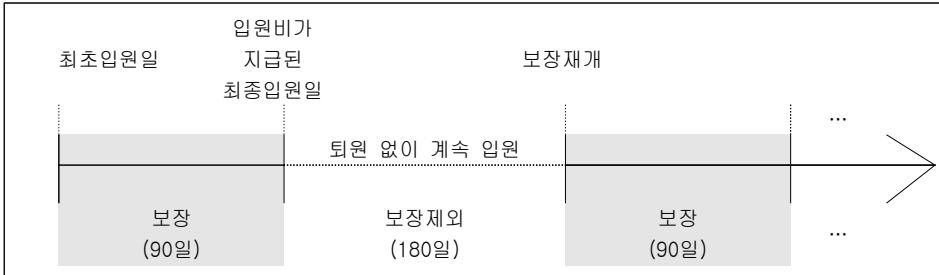 입원비가
최초입원일 지급된 보장재개
최종입원일
...
퇴원 없이 계속 입원
보장 보장제외 보장 ...
(90일) (180일) (90일)